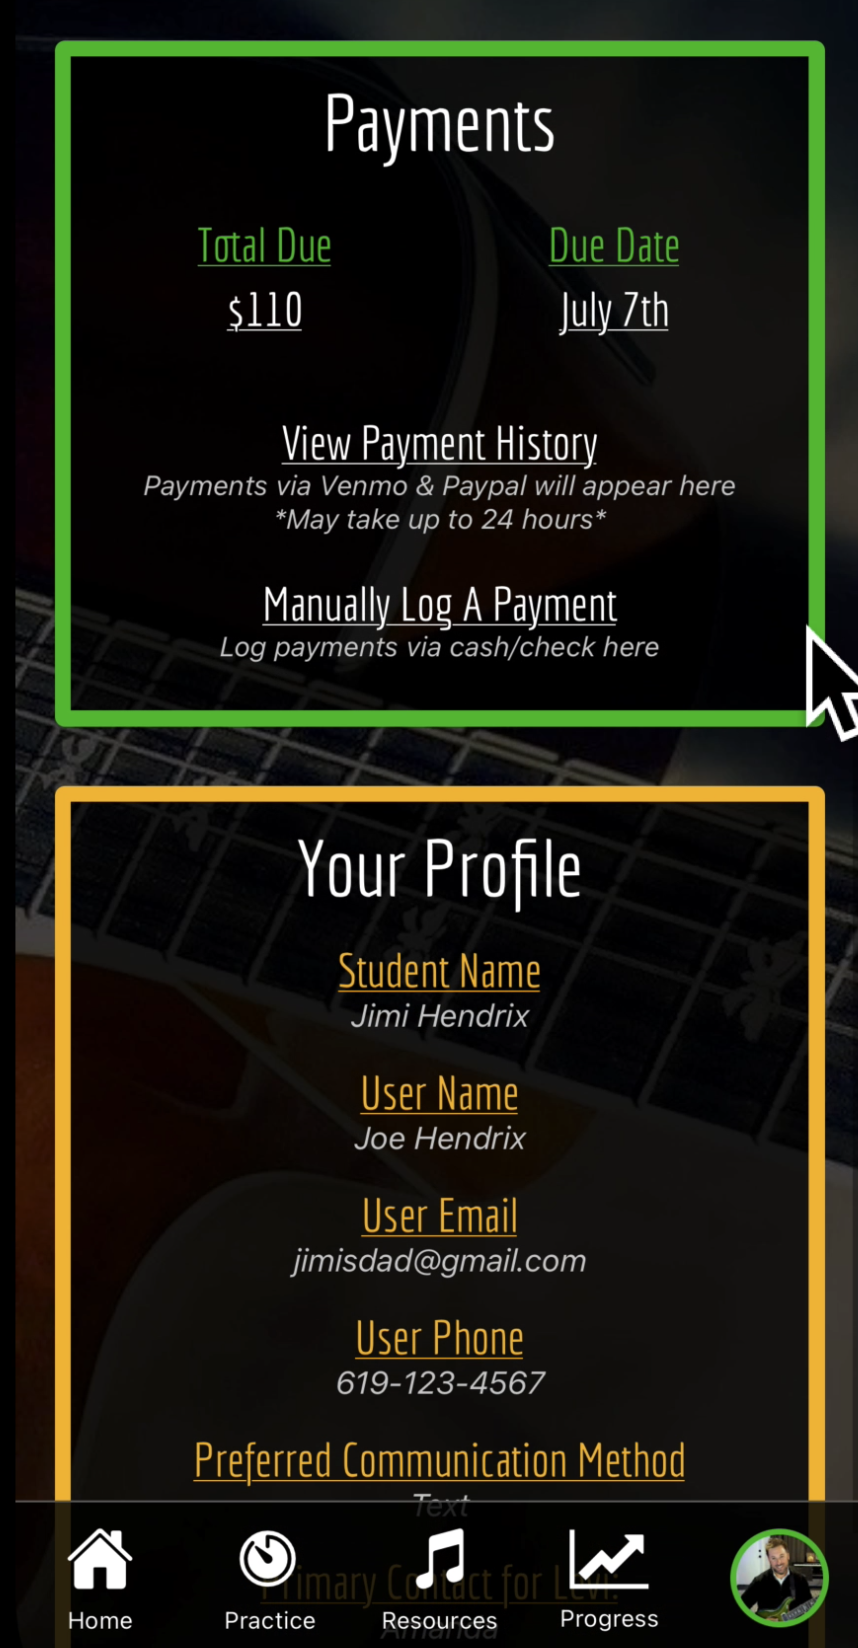 Payments
Total Due
Due Date
$110
July 7th
View Payment History
Payments via Venmo & Paypal will appear here
*May take up to 24 hours*
Manually Log A Payment
Log payments via cash/check here
Your Profile
Student Name
Jimi Hendrix
User Name
Joe Hendrix
User Email
jimisdad@gmail.com
User Phone
619-123-4567
Preferred Communication Method
Text
Primary Contact for Levi:
Amanda
Home
Practice
Resources
Progress